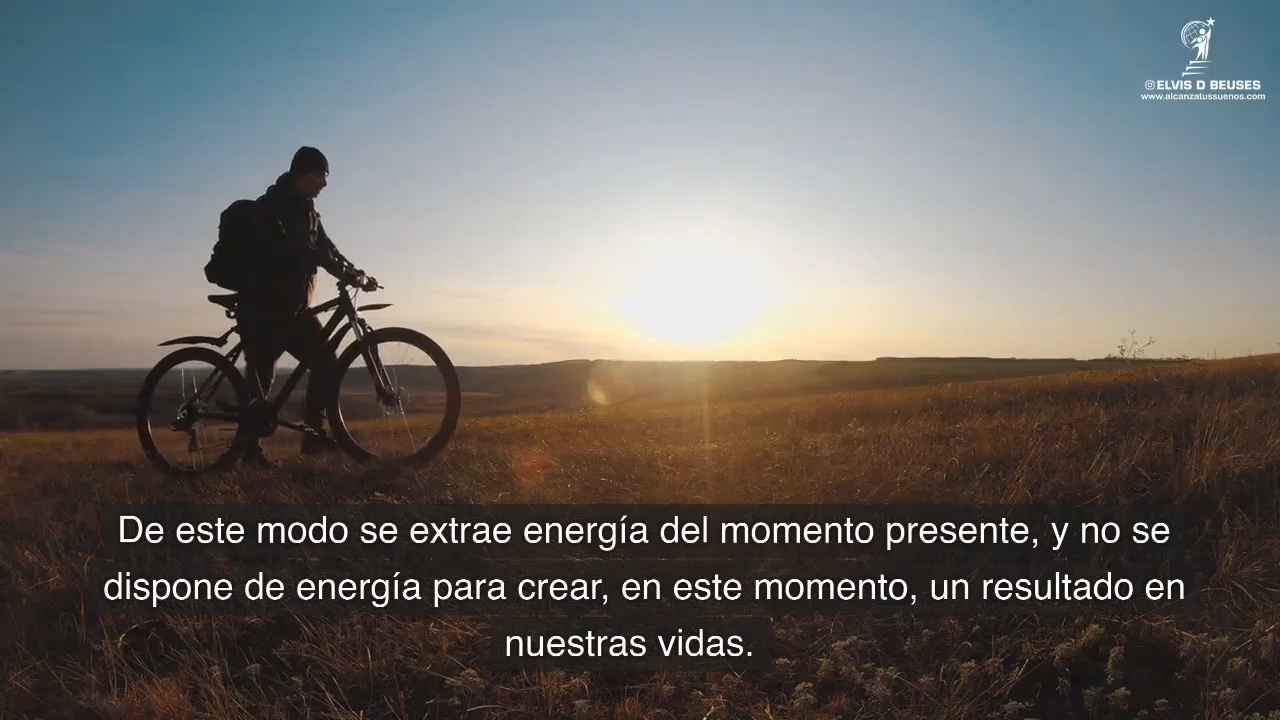 ELVIS D BEUSES
www.alcanzatussuenos.com
De este modo se extrae energía del momento presente, y no se
dispone de energía para crear, en este momento, un resultado en
nuestras vidas.